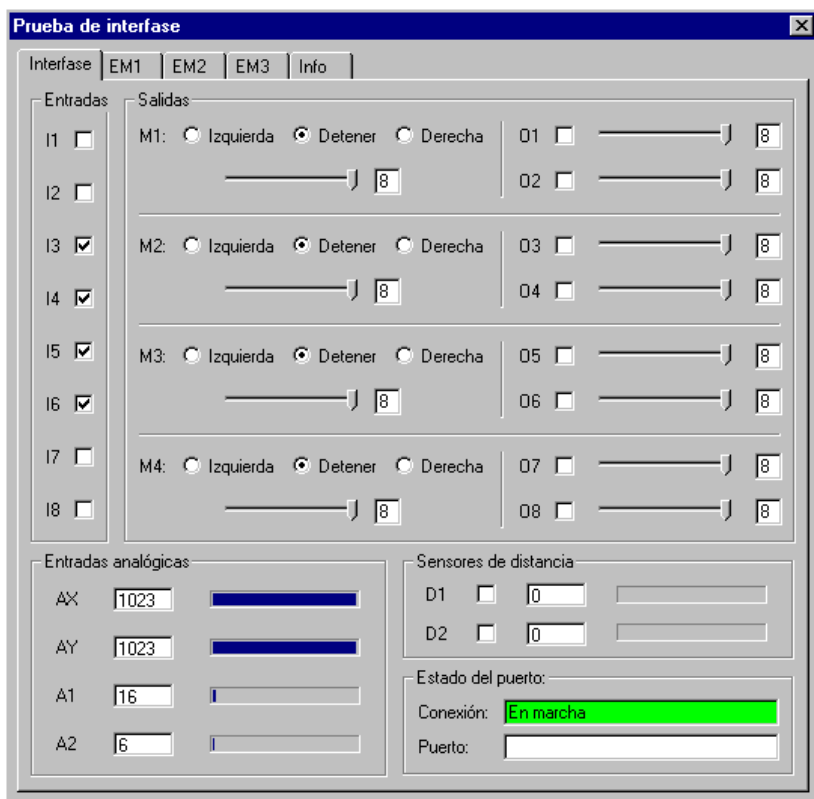 Prueba de interfase
Interfase EM1 EM2 EM3 Info
Entradas
I1
I2
I3
I4
I5
I6
I7
I8
Salidas
M1: Izquierda Detener Derecha
8
O1 8
O2 8
M2: Izquierda Detener Derecha
8
O3 8
O4 8
M3: Izquierda Detener Derecha
8
O5 8
O6 8
M4: Izquierda Detener Derecha
8
O7 8
O8 8
Entradas analógicas
AX 1023
AY 1023
A1 16
A2 6
Sensores de distancia
D1 0
D2 0
Estado del puerto:
Conexión: En marcha
Puerto: